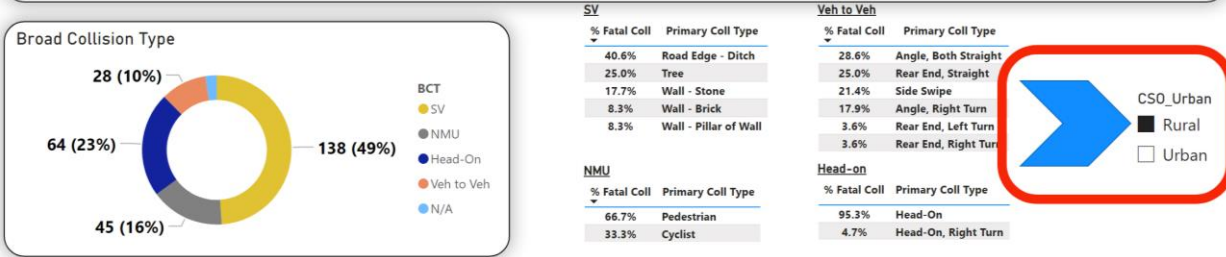 Broad Collision Type
28 (10%)
64 (23%)
45 (16%)
138 (49%)
BCT
SV
NMU
Head-On
Veh to Veh
N/A
SV
% Fatal Coll Primary Coll Type
40.6% Road Edge - Ditch
25.0% Tree
17.7% Wall - Stone
8.3% Wall - Brick
8.3% Wall - Pillar of Wall
NMU
% Fatal Coll Primary Coll Type
66.7% Pedestrian
33.3% Cyclist
Veh to Veh
% Fatal Coll Primary Coll Type
28.6% Angle, Both Straight
25.0% Rear End, Straight
21.4% Side Swipe
17.9% Angle, Right Turn
3.6% Rear End, Left Turn
3.6% Rear End, Right Turn
Head-on
% Fatal Coll Primary Coll Type
95.3% Head-On
4.7% Head-On, Right Turn
CSO_Urban
Rural
Urban